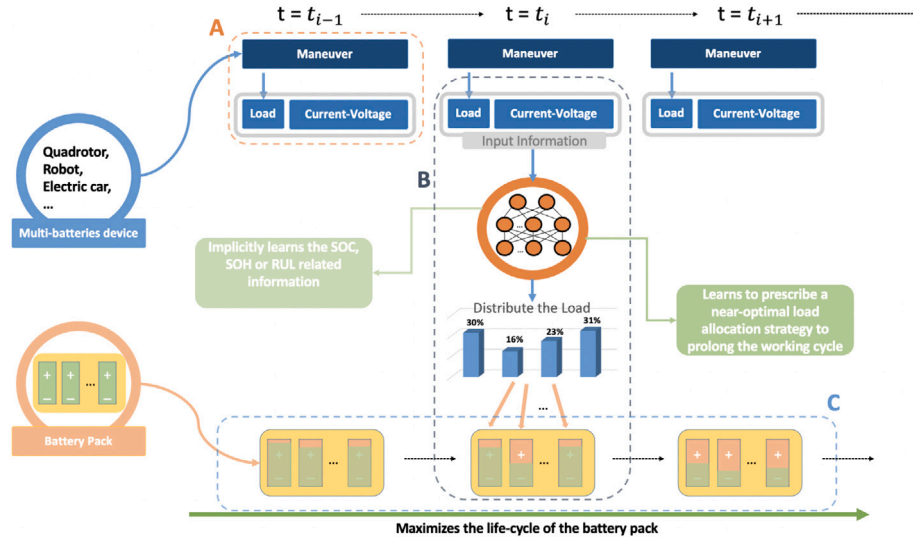 t = t_{i−1}
t = t_i
t = t_{i+1}
A
Maneuver
Maneuver
Maneuver
Load
Current-Voltage
Load
Current-Voltage
Load
Current-Voltage
Input Information
Quadrotor,
Robot,
Electric car,
...
Multi-batteries device
B
...
...
Implicitly learns the SOC,
SOH or RUL related
information
Learns to prescribe a
near-optimal load
allocation strategy to
prolong the working cycle
Distribute the Load
30%
16%
23%
31%
...
+
+
...
+
−
−
−
Battery Pack
C
...
+
...
+
+
...
+
Maximizes the life-cycle of the battery pack